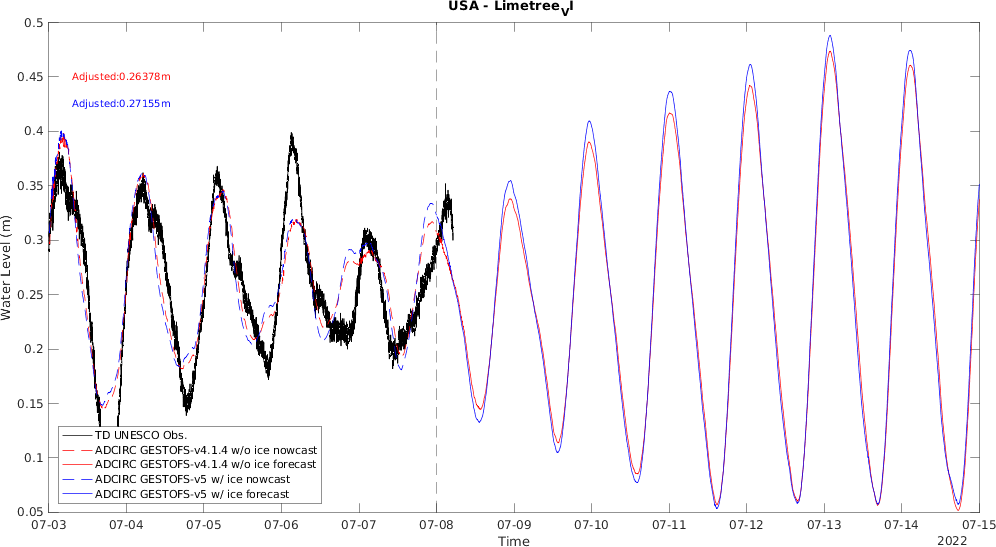 USA - LimetreeVI
Adjusted:0.26378m
Adjusted:0.27155m
Water Level (m)
0.5
0.45
0.4
0.35
0.3
0.25
0.2
0.15
0.1
0.05
TD UNESCO Obs.
ADCIRC GESTOFS-v4.1.4 w/o ice nowcast
ADCIRC GESTOFS-v4.1.4 w/o ice forecast
ADCIRC GESTOFS-v5 w/ ice nowcast
ADCIRC GESTOFS-v5 w/ ice forecast
07-03 07-04 07-05 07-06 07-07 07-08 07-09 07-10 07-11 07-12 07-13 07-14 07-15
Time
2022